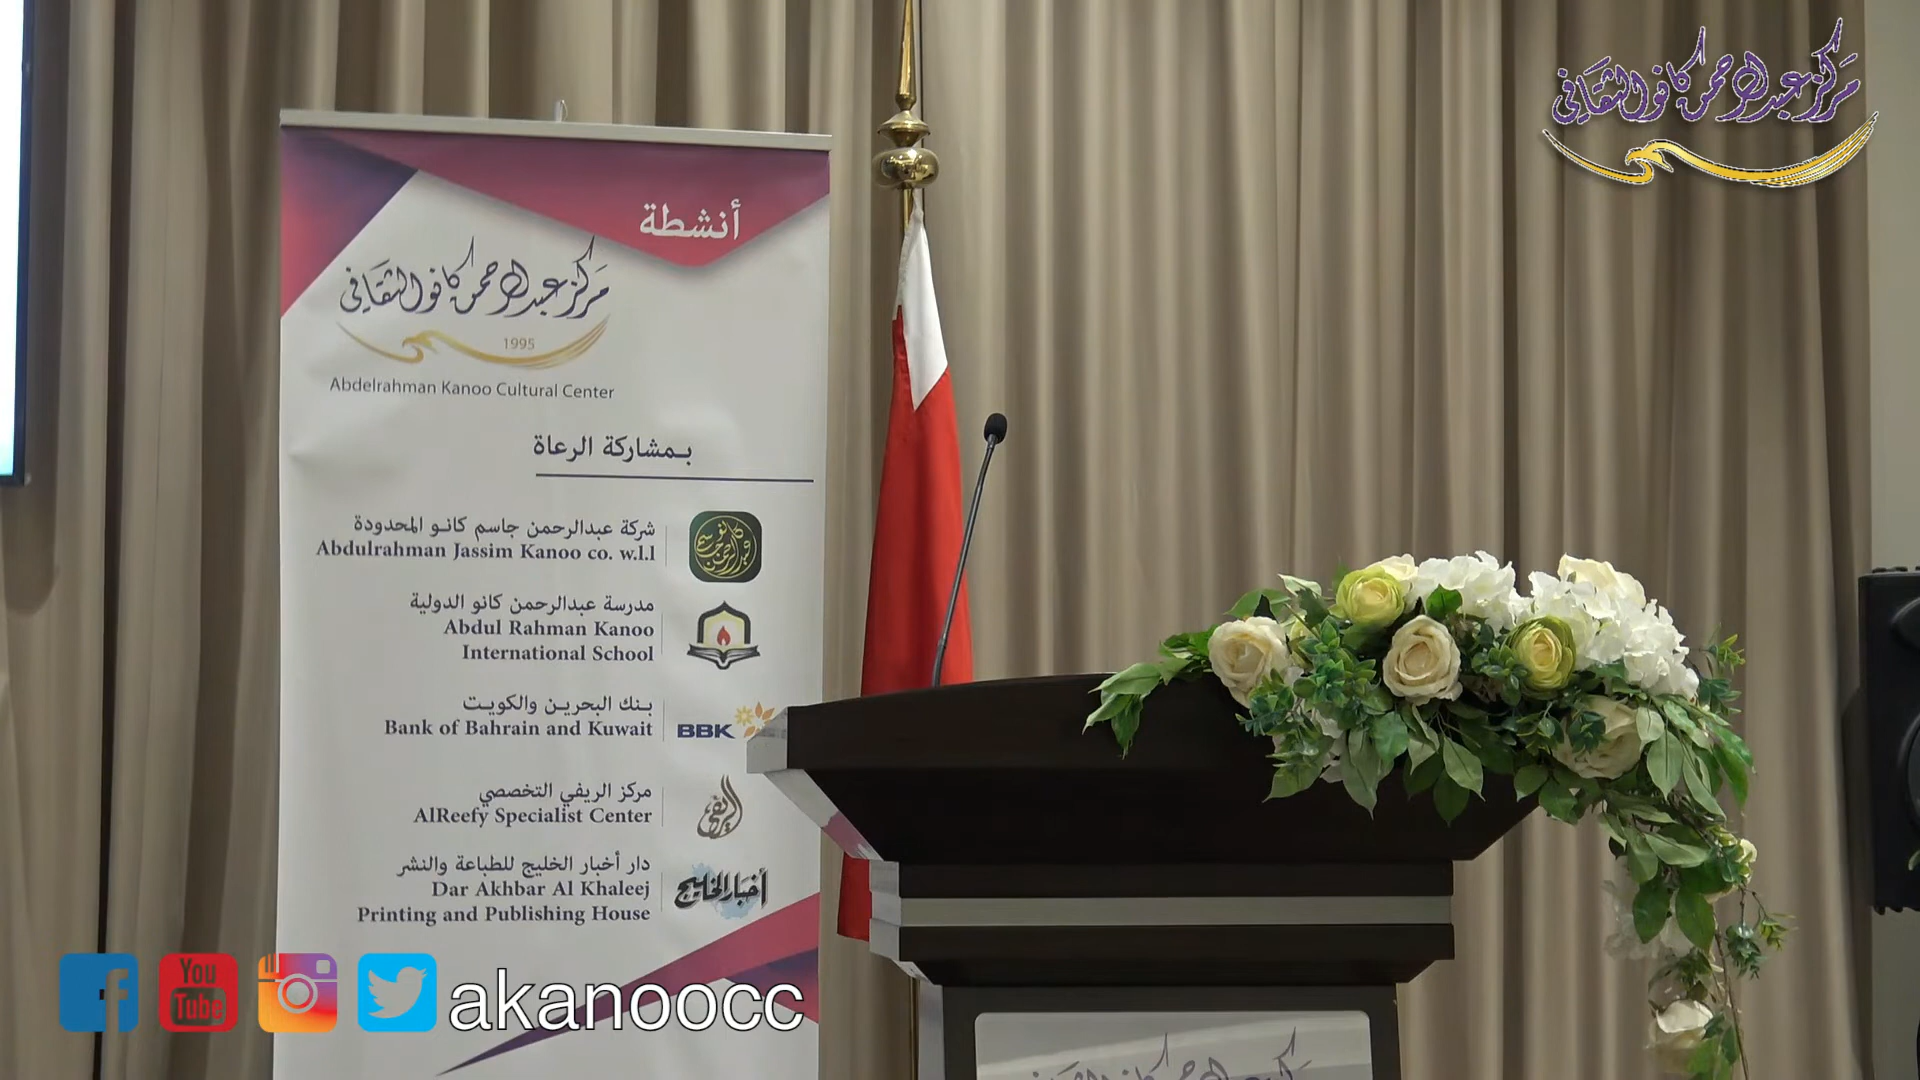 مركز عبدالرحمن كانو الثقافي
أنشطة
مركز عبدالرحمن كانو الثقافي
1995
Abdelrahman Kanoo Cultural Center
بمشاركة الرعاة
شركة عبدالرحمن جاسم كانو المحدودة
Abdulrahman Jassim Kanoo co. w.l.l
مدرسة عبدالرحمن كانو الدولية
Abdul Rahman Kanoo
International School
بنك البحرين والكويت
Bank of Bahrain and Kuwait
BBK
مركز الريفي التخصصي
AlReefy Specialist Center
الريفي
دار أخبار الخليج للطباعة والنشر
Dar Akhbar Al Khaleej
Printing and Publishing House
أخبار الخليج
You
Tube
akanoocc